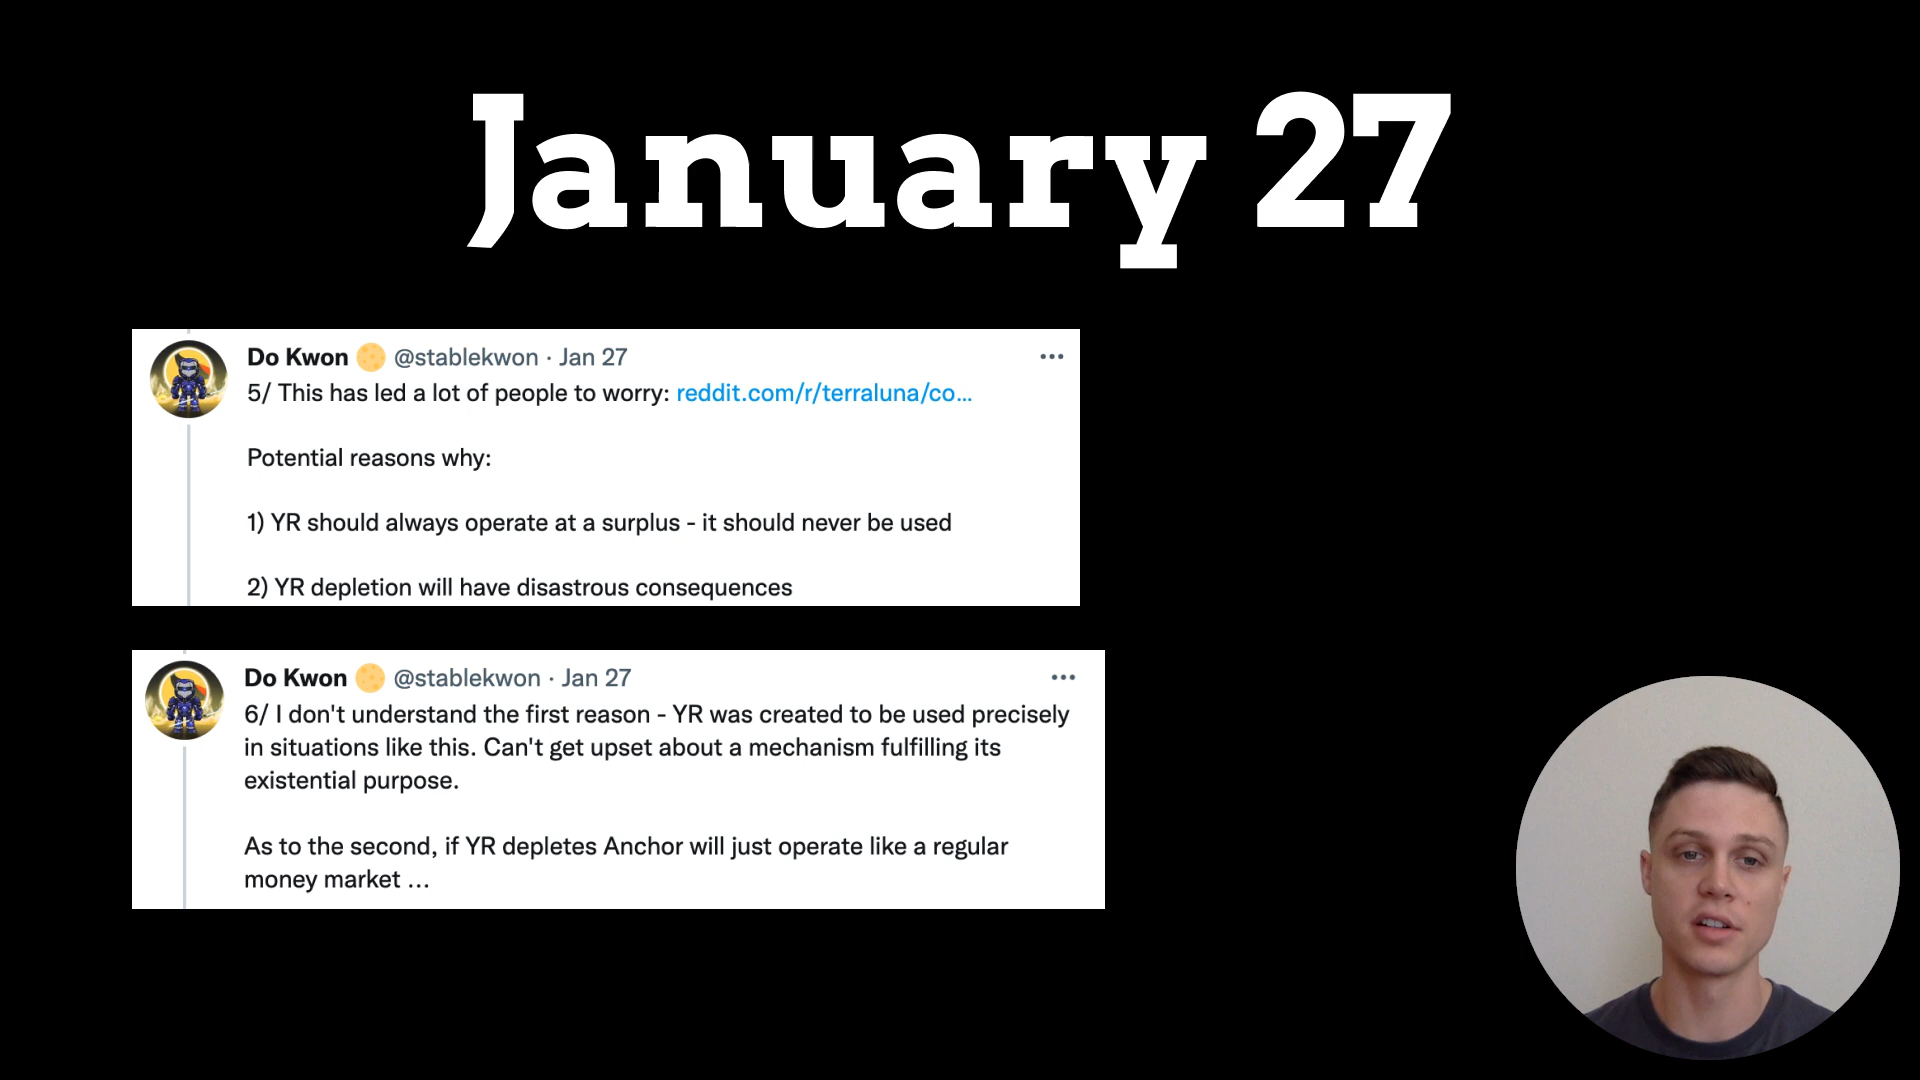 January 27
Do Kwon 🌕 @stablekwon · Jan 27
5/ This has led a lot of people to worry: reddit.com/r/terraluna/co…
Potential reasons why:
1) YR should always operate at a surplus - it should never be used
2) YR depletion will have disastrous consequences
Do Kwon 🌕 @stablekwon · Jan 27
6/ I don't understand the first reason - YR was created to be used precisely
in situations like this. Can't get upset about a mechanism fulfilling its
existential purpose.
As to the second, if YR depletes Anchor will just operate like a regular
money market …